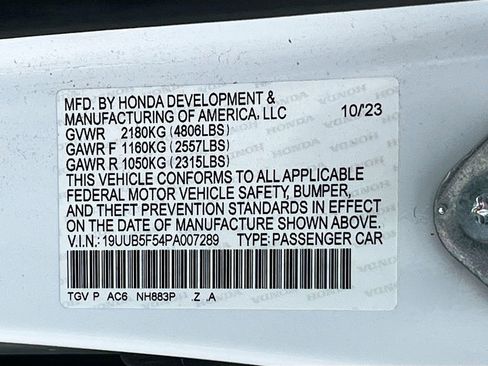 MFD. BY HONDA DEVELOPMENT &
MANUFACTURING OF AMERICA, LLC 10/'23
GVWR 2180KG (4806LBS)
GAWR F 1160KG (2557LBS)
GAWR R 1050KG (2315LBS)
THIS VEHICLE CONFORMS TO ALL APPLICABLE
FEDERAL MOTOR VEHICLE SAFETY, BUMPER,
AND THEFT PREVENTION STANDARDS IN EFFECT
ON THE DATE OF MANUFACTURE SHOWN ABOVE.
V.I.N.: 19UUB5F54PA007289 TYPE: PASSENGER CAR
TGV P AC6 NH883P .Z .A